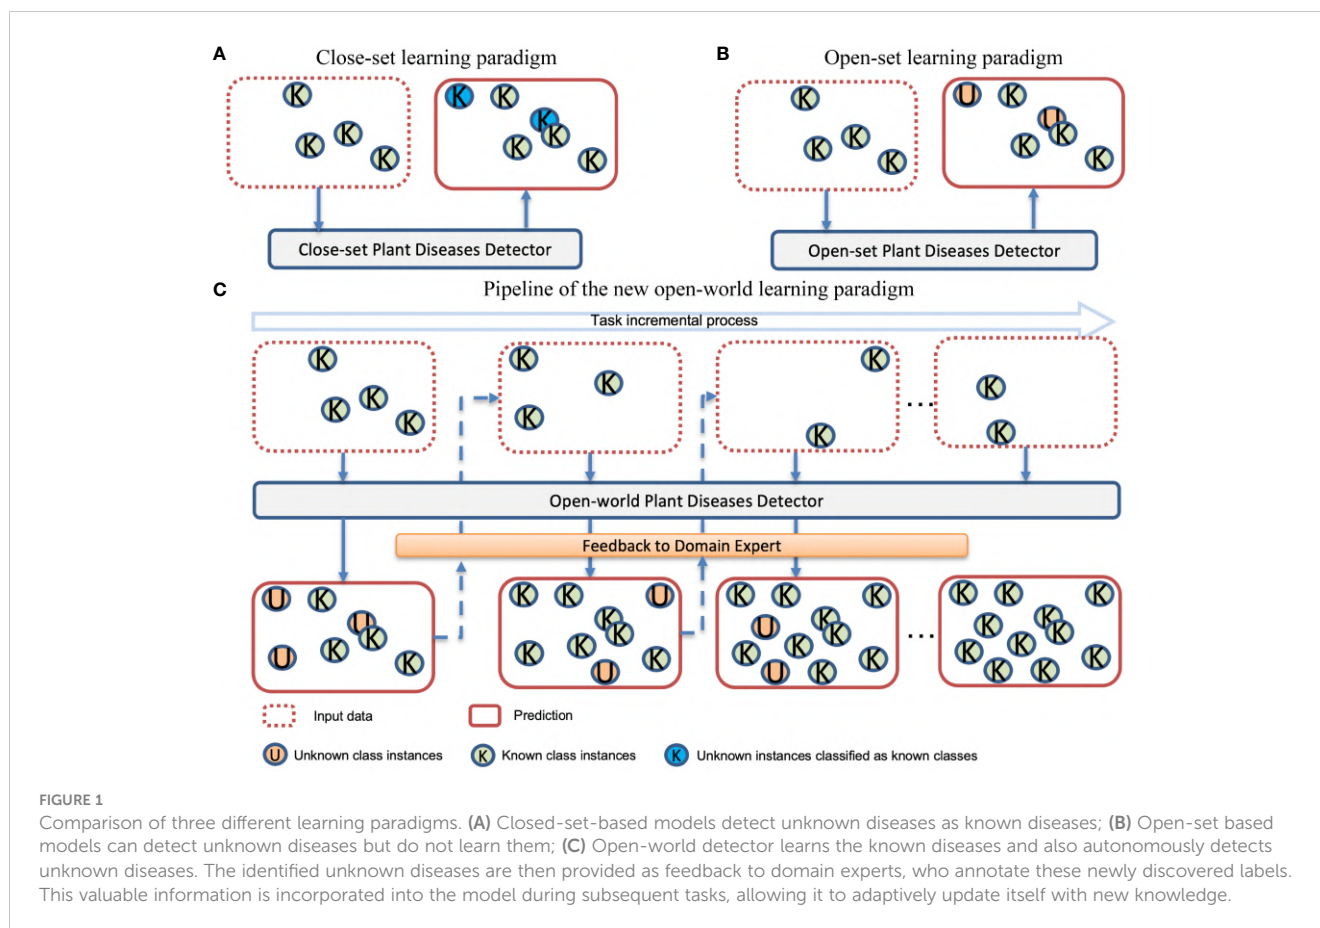 A
Close-set learning paradigm
K K K K
K K K K K K
Close-set Plant Diseases Detector
B
Open-set learning paradigm
K K K K
U K U K K K
Open-set Plant Diseases Detector
C
Pipeline of the new open-world learning paradigm
Task incremental process
K K K K
K K K
K K
...
K K
Open-world Plant Diseases Detector
Feedback to Domain Expert
U K U K U K K
K K U K K K K K U
K K K U K K K K K U K
...
K K K K K K K K K K K
Input data
Prediction
U Unknown class instances
K Known class instances
K Unknown instances classified as known classes
FIGURE 1
Comparison of three different learning paradigms. (A) Closed-set-based models detect unknown diseases as known diseases; (B) Open-set based
models can detect unknown diseases but do not learn them; (C) Open-world detector learns the known diseases and also autonomously detects
unknown diseases. The identified unknown diseases are then provided as feedback to domain experts, who annotate these newly discovered labels.
This valuable information is incorporated into the model during subsequent tasks, allowing it to adaptively update itself with new knowledge.